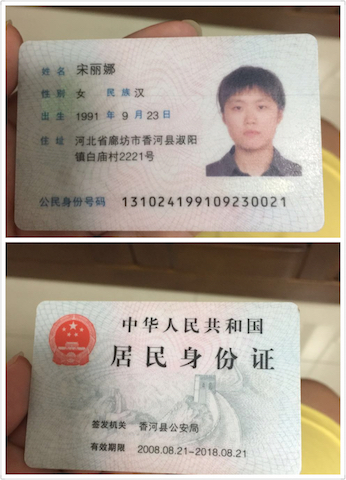 姓名 宋丽娜
性别 女 民族 汉
出生 1991 年 9 月 23 日
住址 河北省廊坊市香河县淑阳
镇白庙村2221号
公民身份号码 131024199109230021
中华人民共和国
居民身份证
签发机关 香河县公安局
有效期限 2008.08.21-2018.08.21